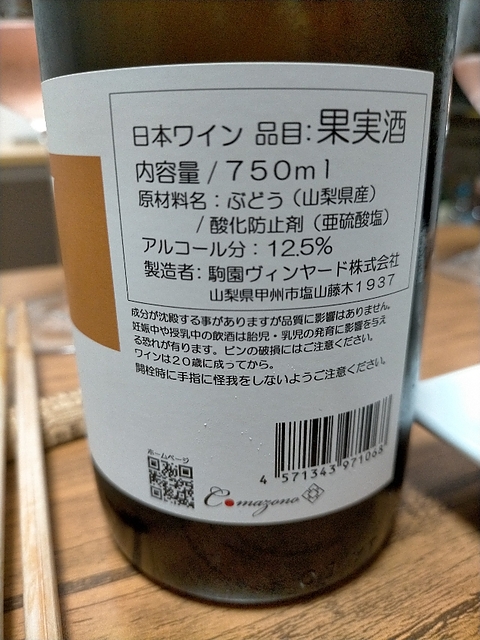 日本ワイン 品目:果実酒
内容量/750ml
原材料名:ぶどう(山梨県産)
/酸化防止剤(亜硫酸塩)
アルコール分:12.5%
製造者:駒園ヴィンヤード株式会社
山梨県甲州市塩山藤木1937
成分が沈殿する事がありますが品質に影響はありません。
妊娠中や授乳中の飲酒は胎児・乳児の発育に影響を与え
る恐れが有ります。ビンの破損にはご注意ください。
ワインは20歳に成ってから。
開栓時に手指に怪我をしないようご注意ください。
ホームページ
4 571343 971068
Comazono